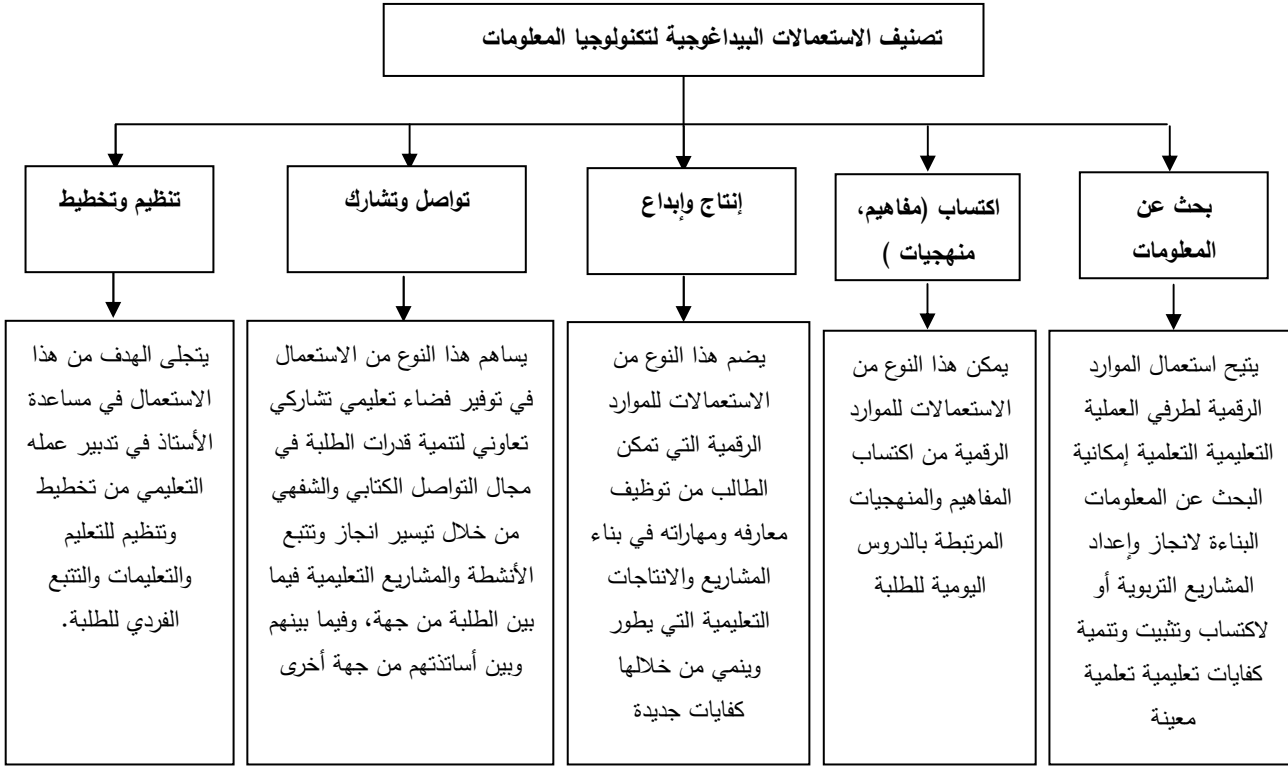 تصنيف الاستعمالات البيداغوجية لتكنولوجيا المعلومات
بحث عن
المعلومات
اكتساب (مفاهيم،
منهجيات )
إنتاج وإبداع
تواصل وتشارك
تنظيم وتخطيط
يتيح استعمال الموارد
الرقمية لطرفي العملية
التعليمية التعلمية إمكانية
البحث عن المعلومات
البناءة لانجاز وإعداد
المشاريع التربوية أو
لاكتساب وتثبيت وتنمية
كفايات تعليمية تعلمية
معينة
يمكن هذا النوع من
الاستعمالات للموارد
الرقمية من اكتساب
المفاهيم والمنهجيات
المرتبطة بالدروس
اليومية للطلبة
يضم هذا النوع من
الاستعمالات للموارد
الرقمية التي تمكن
الطالب من توظيف
معارفه ومهاراته في بناء
المشاريع والانتاجات
التعليمية التي يطور
وينمي من خلالها
كفايات جديدة
يساهم هذا النوع من الاستعمال
في توفير فضاء تعليمي تشاركي
تعاوني لتنمية قدرات الطلبة في
مجال التواصل الكتابي والشفهي
من خلال تيسير انجاز وتتبع
الأنشطة والمشاريع التعليمية فيما
بين الطلبة من جهة، وفيما بينهم
وبين أساتذتهم من جهة أخرى
يتجلى الهدف من هذا
الاستعمال في مساعدة
الأستاذ في تدبير عمله
التعليمي من تخطيط
وتنظيم للتعليم
والتعليمات والتتبع
الفردي للطلبة.